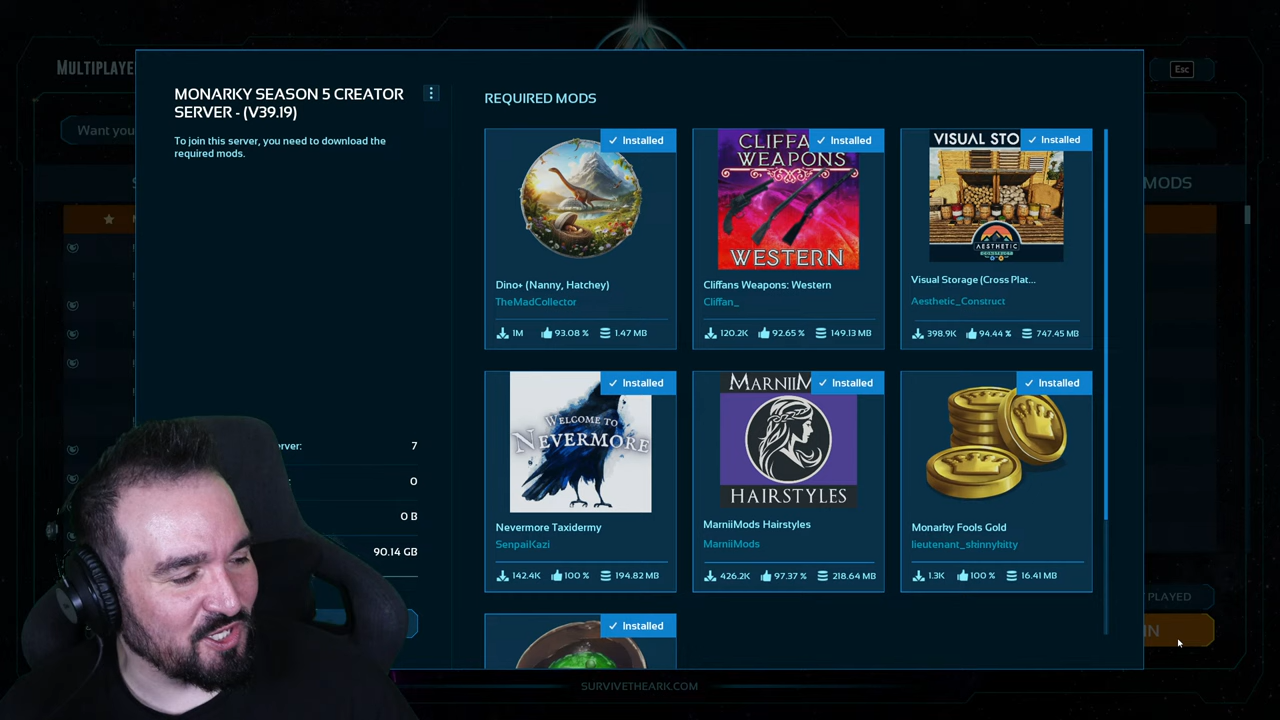 MULTIPLAYE
Esc
Want you
MODS
MONARKY SEASON 5 CREATOR
SERVER - (V39.19)
To join this server, you need to download the
required mods.
erver:
7
0
0 B
90.14 GB
REQUIRED MODS
Installed
Dino+ (Nanny, Hatchey)
TheMadCollector
1M 93.08 % 1.47 MB
CLIFFA
WEAPONS
WESTERN
Installed
Cliffans Weapons: Western
Cliffan_
120.2K 92.65 % 149.13 MB
VISUAL STO
AESTHETIC
CONSTRUCT
Installed
Visual Storage (Cross Plat...
Aesthetic_Construct
398.9K 94.44 % 747.45 MB
WELCOME TO
NEVERMORE
Installed
Nevermore Taxidermy
SenpaiKazi
142.4K 100 % 194.82 MB
MARNIIM
HAIRSTYLES
Installed
MarniiMods Hairstyles
MarniiMods
426.2K 97.37 % 218.64 MB
Installed
Monarky Fools Gold
lieutenant_skinnykitty
1.3K 100 % 16.41 MB
Installed
PLAYED
IN
SURVIVETHEARK.COM